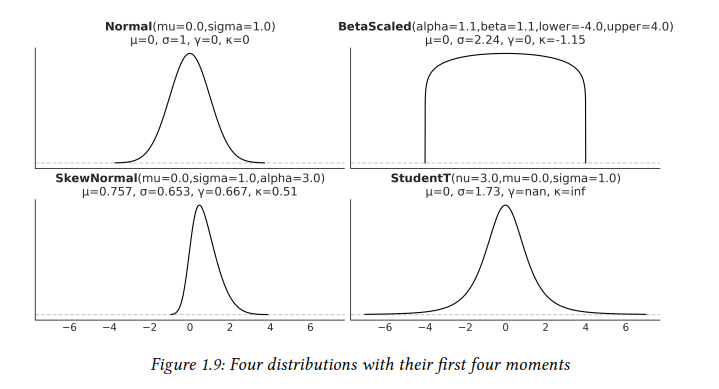 Normal(mu=0.0,sigma=1.0)
μ=0, σ=1, γ=0, κ=0
BetaScaled(alpha=1.1,beta=1.1,lower=-4.0,upper=4.0)
μ=0, σ=2.24, γ=0, κ=-1.15
SkewNormal(mu=0.0,sigma=1.0,alpha=3.0)
μ=0.757, σ=0.653, γ=0.667, κ=0.51
StudentT(nu=3.0,mu=0.0,sigma=1.0)
μ=0, σ=1.73, γ=nan, κ=inf
−6 −4 −2 0 2 4 6
−6 −4 −2 0 2 4 6
Figure 1.9: Four distributions with their first four moments